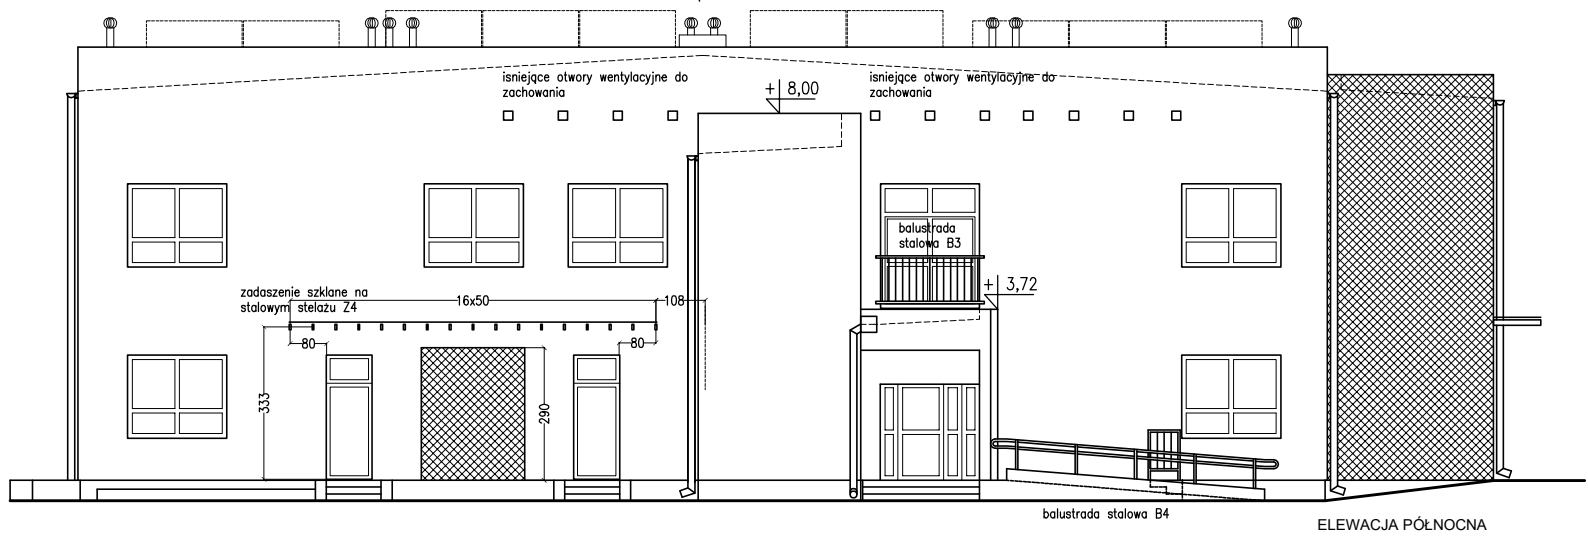 isniejące otwory wentylacyjne do
zachowania
isniejące otwory wentylacyjne do
zachowania
+ 8,00
balustrada
stalowa B3
+ 3,72
zadaszenie szklane na
stalowym stelażu Z4
16x50
108
80
80
333
290
balustrada stalowa B4
ELEWACJA PÓŁNOCNA